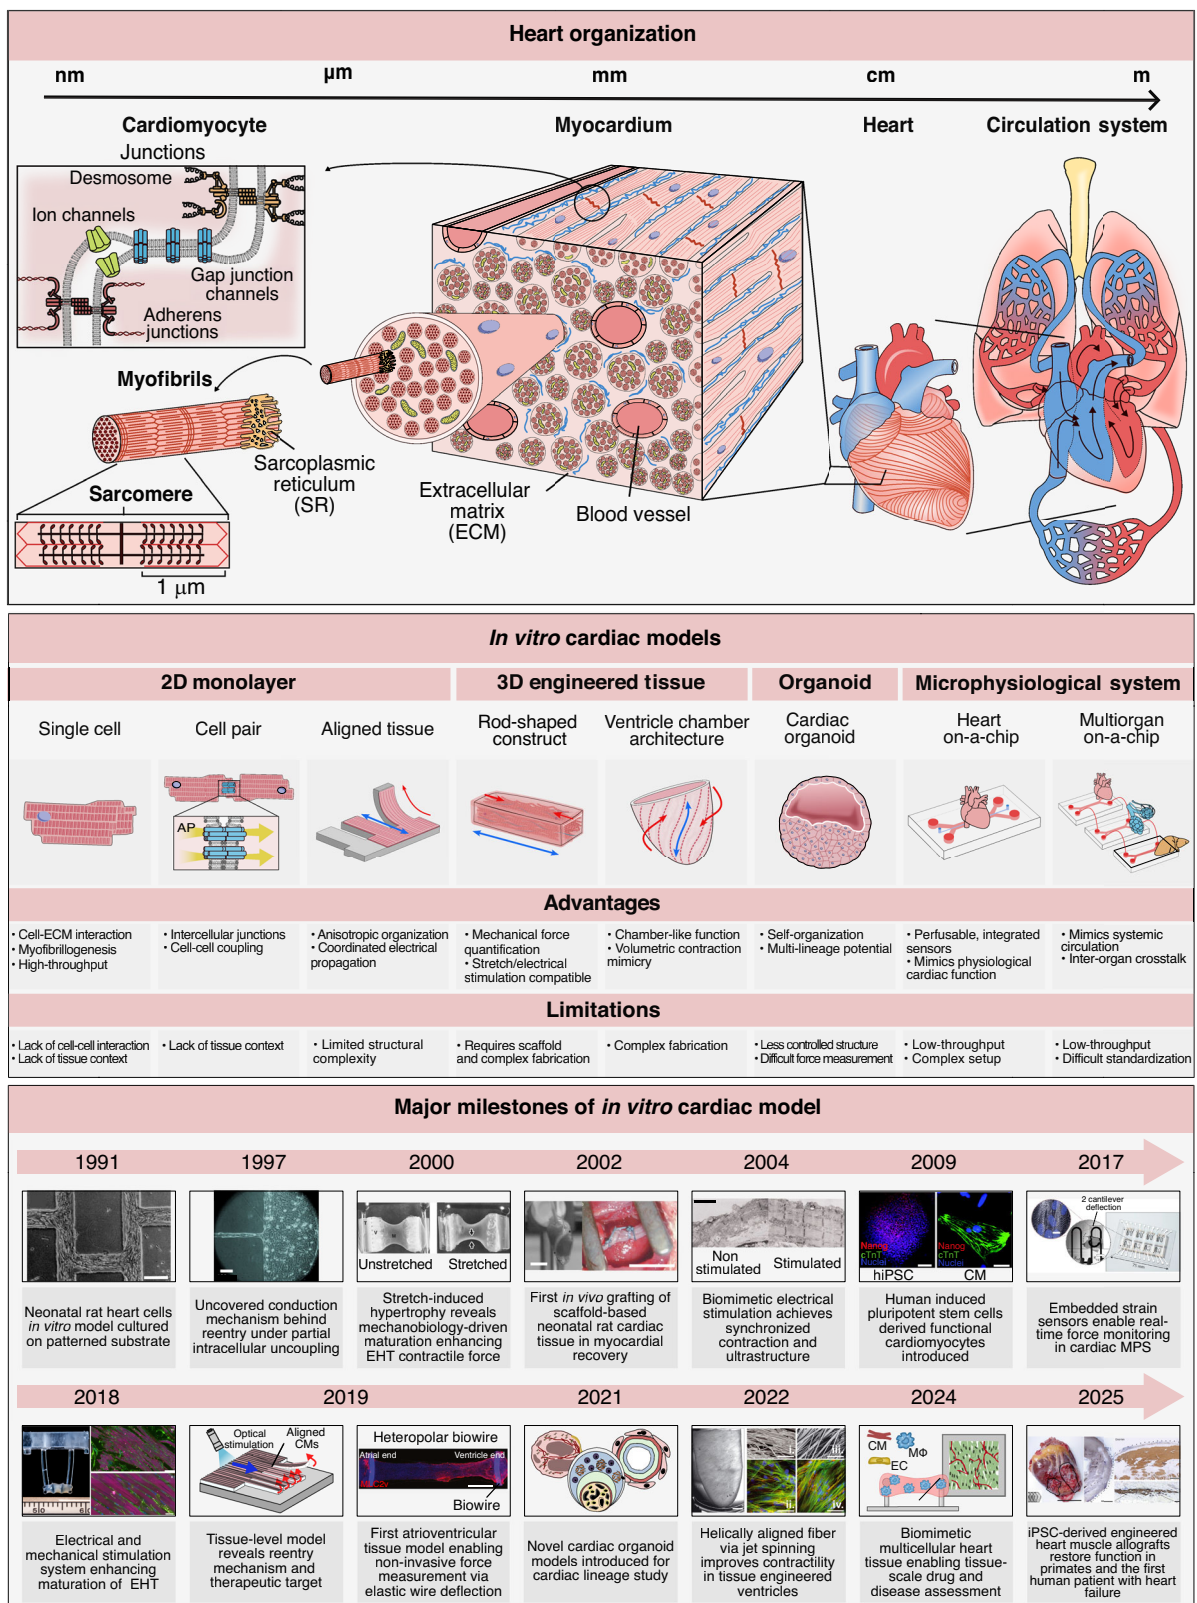 Heart organization
nm
µm
mm
cm
m
Cardiomyocyte
Myocardium
Heart
Circulation system
Junctions
Desmosome
Ion channels
Gap junction
channels
Adherens
junctions
Myofibrils
Sarcoplasmic
reticulum
(SR)
Sarcomere
1 µm
Extracellular
matrix
(ECM)
Blood vessel
In vitro cardiac models
2D monolayer
3D engineered tissue
Organoid
Microphysiological system
Single cell
Cell pair
Aligned tissue
Rod-shaped
construct
Ventricle chamber
architecture
Cardiac
organoid
Heart
on-a-chip
Multiorgan
on-a-chip
AP
Advantages
• Cell-ECM interaction
• Myofibrillogenesis
• High-throughput
• Intercellular junctions
• Cell-cell coupling
• Anisotropic organization
• Coordinated electrical
propagation
• Mechanical force
quantification
• Stretch/electrical
stimulation compatible
• Chamber-like function
• Volumetric contraction
mimicry
• Self-organization
• Multi-lineage potential
• Perfusable, integrated
sensors
• Mimics physiological
cardiac function
• Mimics systemic
circulation
• Inter-organ crosstalk
Limitations
• Lack of cell-cell interaction
• Lack of tissue context
• Lack of tissue context
• Limited structural
complexity
• Requires scaffold
and complex fabrication
• Complex fabrication
• Less controlled structure
• Difficult force measurement
• Low-throughput
• Complex setup
• Low-throughput
• Difficult standardization
Major milestones of in vitro cardiac model
1991
1997
2000
2002
2004
2009
2017
Unstretched
Stretched
Non
stimulated
Stimulated
Nanog
cTnT
Nuclei
hiPSC
Nanog
cTnT
Nuclei
CM
2 cantilever
deflection
Neonatal rat heart cells
in vitro model cultured
on patterned substrate
Uncovered conduction
mechanism behind
reentry under partial
intracellular uncoupling
Stretch-induced
hypertrophy reveals
mechanobiology-driven
maturation enhancing
EHT contractile force
First in vivo grafting of
scaffold-based
neonatal rat cardiac
tissue in myocardial
recovery
Biomimetic electrical
stimulation achieves
synchronized
contraction and
ultrastructure
Human induced
pluripotent stem cells
derived functional
cardiomyocytes
introduced
Embedded strain
sensors enable real-
time force monitoring
in cardiac MPS
2018
2019
2021
2022
2024
2025
Optical
stimulation
Aligned
CMs
Heteropolar biowire
Atrial end
Ventricle end
Biowire
i.
iii.
ii.
iv.
CM
MΦ
EC
Electrical and
mechanical stimulation
system enhancing
maturation of EHT
Tissue-level model
reveals reentry
mechanism and
therapeutic target
First atrioventricular
tissue model enabling
non-invasive force
measurement via
elastic wire deflection
Novel cardiac organoid
models introduced for
cardiac lineage study
Helically aligned fiber
via jet spinning
improves contractility
in tissue engineered
ventricles
Biomimetic
multicellular heart
tissue enabling tissue-
scale drug and
disease assessment
iPSC-derived engineered
heart muscle allografts
restore function in
primates and the first
human patient with heart
failure